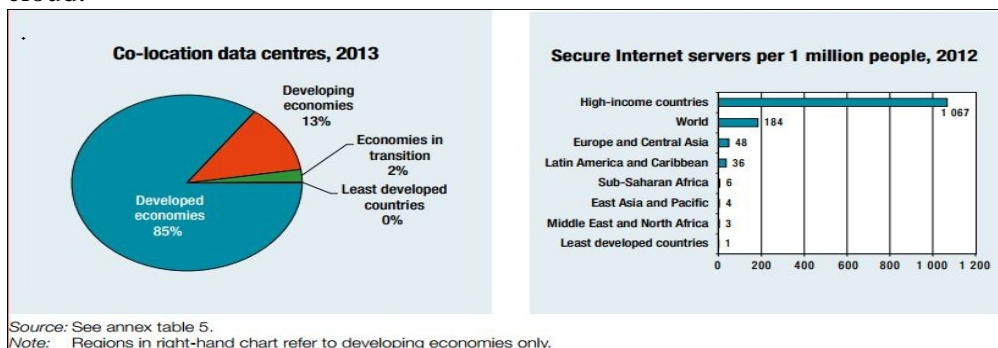 Co-location data centres, 2013
Developing
economies
13%
Economies in
transition
2%
Least developed
countries
0%
Developed
economies
85%
Secure Internet servers per 1 million people, 2012
High-income countries
1 067
World
184
Europe and Central Asia
48
Latin America and Caribbean
36
Sub-Saharan Africa
6
East Asia and Pacific
4
Middle East and North Africa
3
Least developed countries
1
0 200 400 600 800 1 000 1 200
Source: See annex table 5.
Note: Regions in right-hand chart refer to developing economies only.